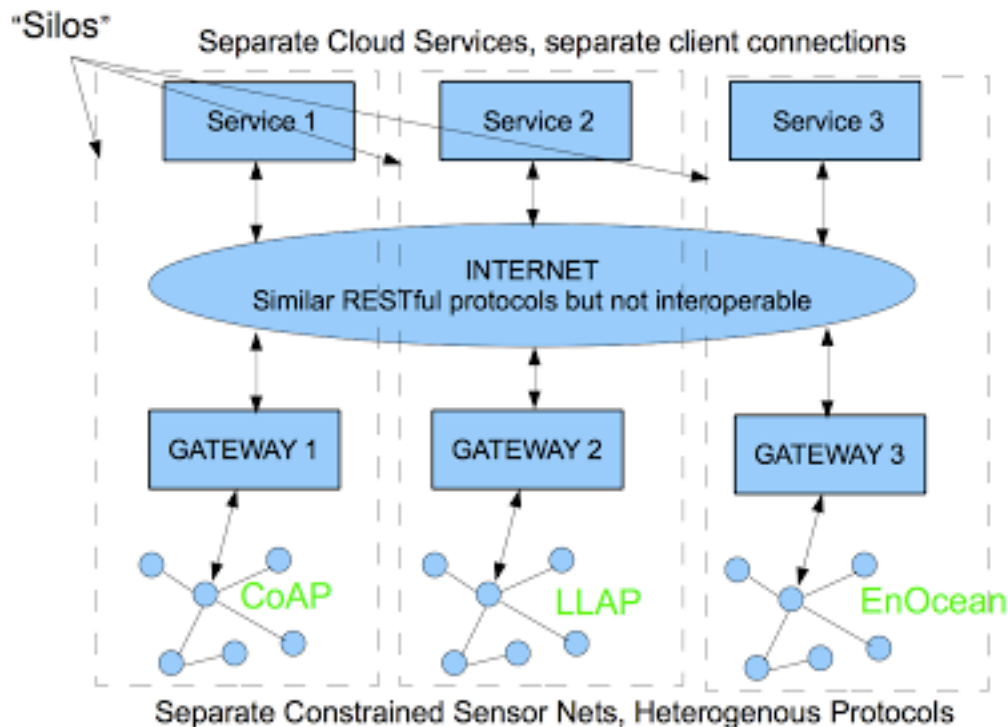 "Silos"
Separate Cloud Services, separate client connections
Service 1
Service 2
Service 3
INTERNET
Similar RESTful protocols but not interoperable
GATEWAY 1
GATEWAY 2
GATEWAY 3
CoAP
LLAP
EnOcean
Separate Constrained Sensor Nets, Heterogenous Protocols